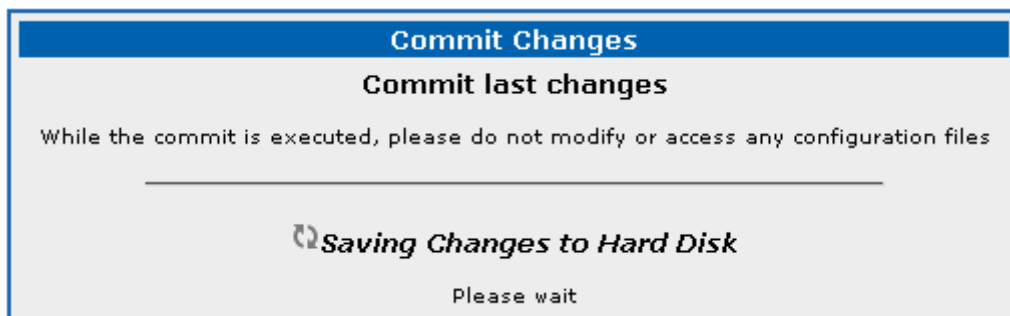 Commit Changes
Commit last changes
While the commit is executed, please do not modify or access any configuration files
Saving Changes to Hard Disk
Please wait